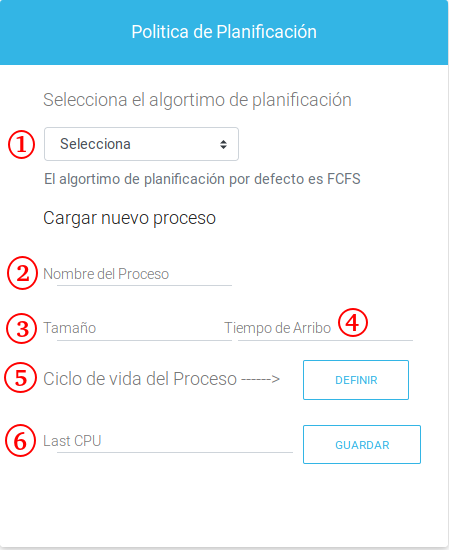 Politica de Planificación
Selecciona el algortimo de planificación
1 Selecciona
El algortimo de planificación por defecto es FCFS
Cargar nuevo proceso
2 Nombre del Proceso
3 Tamaño Tiempo de Arribo 4
5 Ciclo de vida del Proceso ------> DEFINIR
6 Last CPU GUARDAR